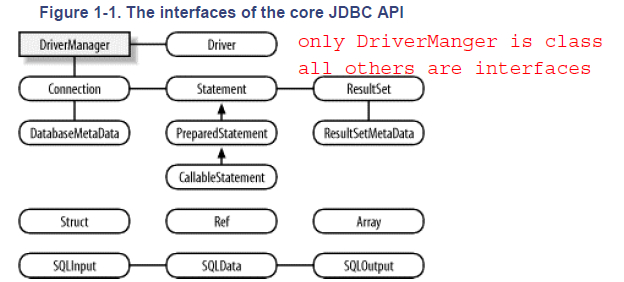 Figure 1-1. The interfaces of the core JDBC API
DriverManager
Driver
only DriverManger is class
all others are interfaces
Connection
Statement
ResultSet
DatabaseMetaData
PreparedStatement
ResultSetMetaData
CallableStatement
Struct
Ref
Array
SQLInput
SQLData
SQLOutput